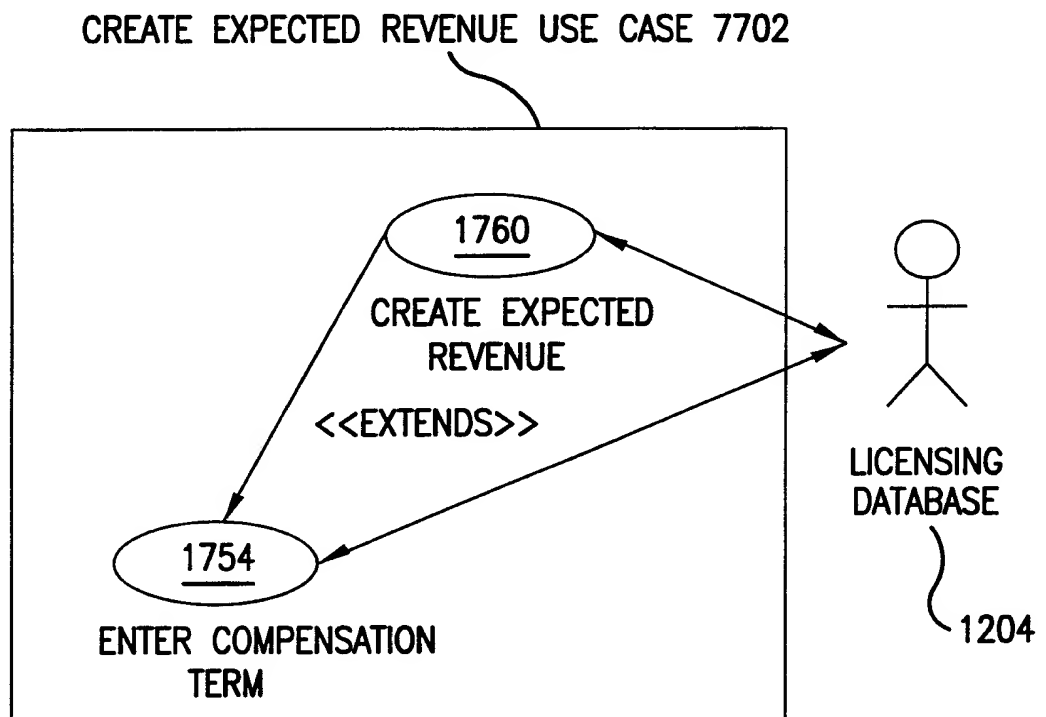 CREATE EXPECTED REVENUE USE CASE 7702
1760
CREATE EXPECTED
REVENUE
<<EXTENDS>>
1754
ENTER COMPENSATION
TERM
LICENSING
DATABASE
1204